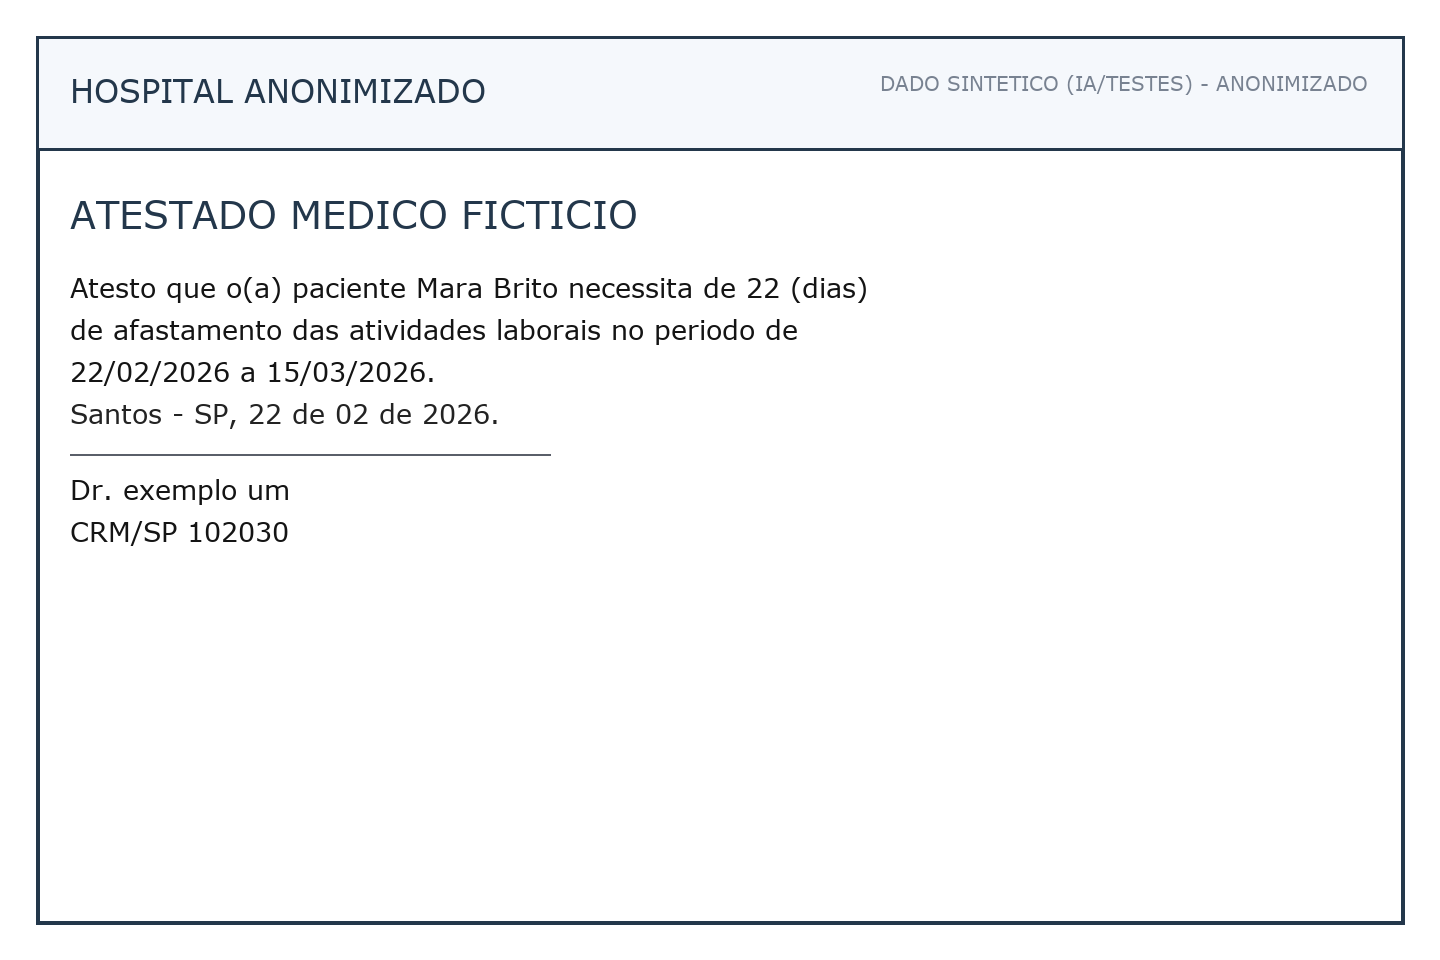 HOSPITAL ANONIMIZADO
DADO SINTETICO (IA/TESTES) - ANONIMIZADO
ATESTADO MEDICO FICTICIO
Atesto que o(a) paciente Mara Brito necessita de 22 (dias)
de afastamento das atividades laborais no periodo de
22/02/2026 a 15/03/2026.
Santos - SP, 22 de 02 de 2026.
Dr. exemplo um
CRM/SP 102030